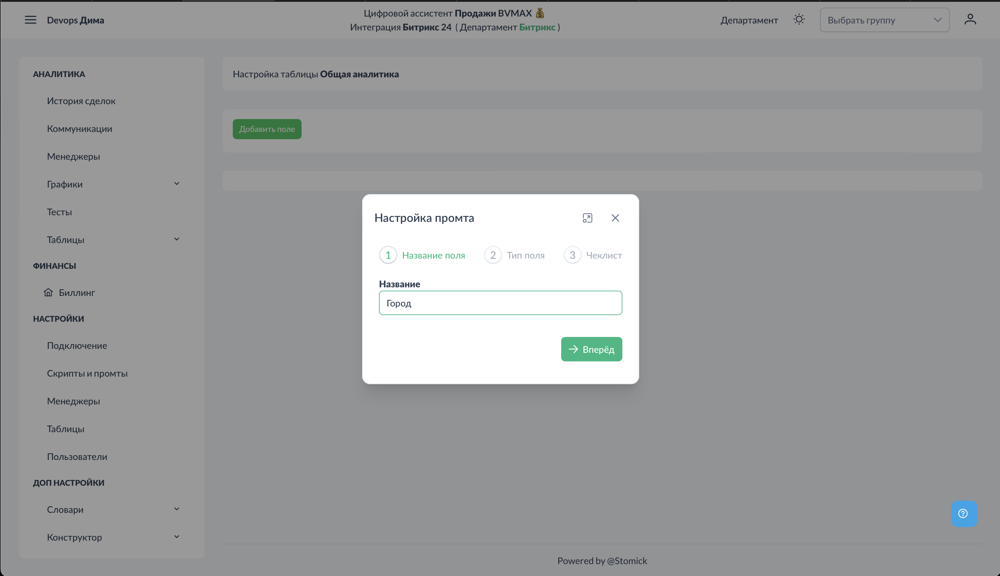 Devops Дима
Цифровой ассистент Продажи BVMAX 💰
Интеграция Битрикс 24 ( Департамент Битрикс )
Департамент
Выбрать группу
АНАЛИТИКА
История сделок
Коммуникации
Менеджеры
Графики
Тесты
Таблицы
ФИНАНСЫ
Биллинг
НАСТРОЙКИ
Подключение
Скрипты и промты
Менеджеры
Таблицы
Пользователи
ДОП НАСТРОЙКИ
Словари
Конструктор
Настройка таблицы Общая аналитика
Добавить поле
Настройка промта
1 Название поля
2 Тип поля
3 Чеклист
Название
Город
Вперёд
Powered by @Stomick